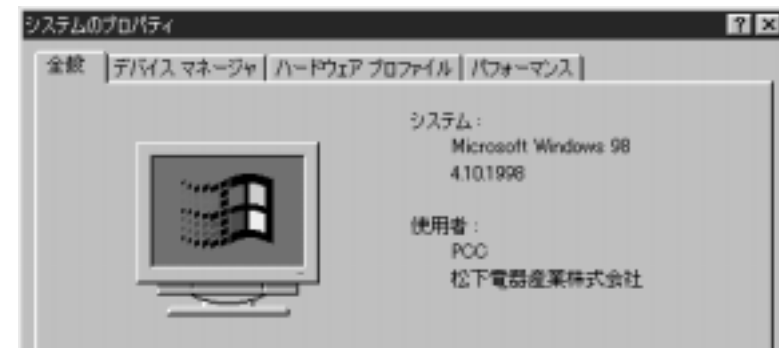 システムのプロパティ
全般 デバイス マネージャ ハードウェア プロファイル パフォーマンス
システム :
Microsoft Windows 98
4.10.1998
使用者 :
PCC
松下電器産業株式会社